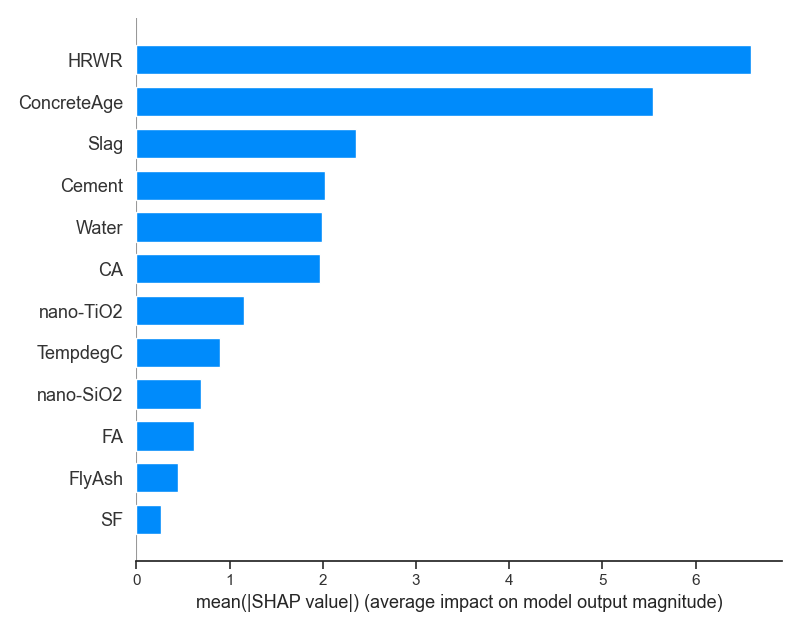 HRWR
ConcreteAge
Slag
Cement
Water
CA
nano-TiO2
TempdegC
nano-SiO2
FA
FlyAsh
SF
0 1 2 3 4 5 6
mean(|SHAP value|) (average impact on model output magnitude)